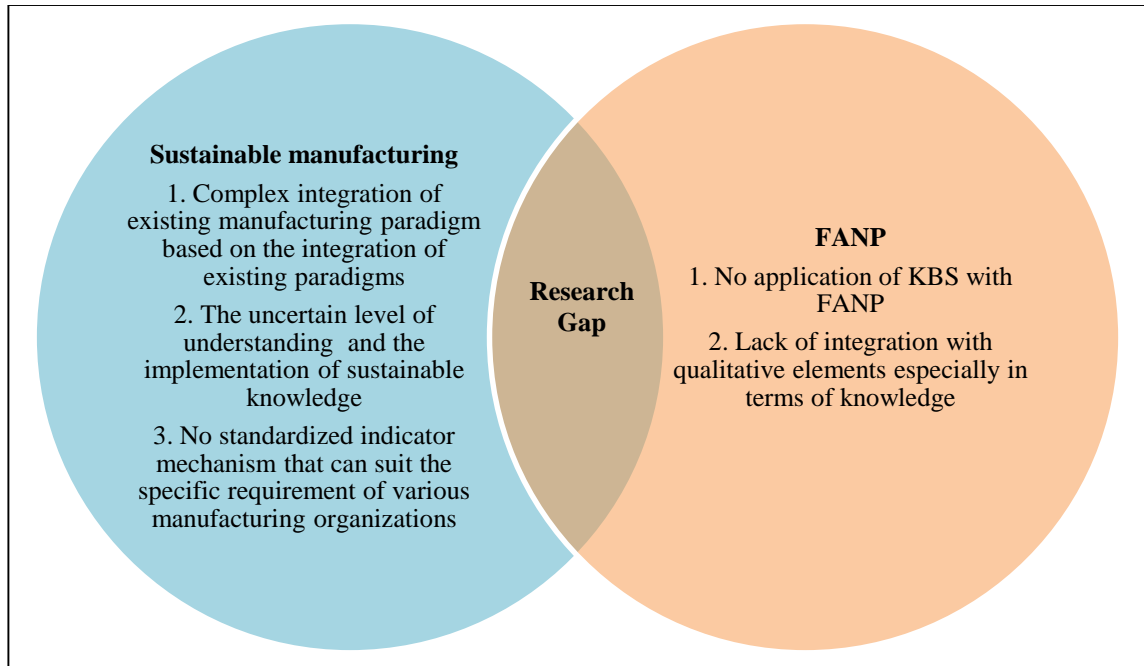 Sustainable manufacturing
1. Complex integration of
existing manufacturing paradigm
based on the integration of
existing paradigms
2. The uncertain level of
understanding and the
implementation of sustainable
knowledge
3. No standardized indicator
mechanism that can suit the
specific requirement of various
manufacturing organizations
Research
Gap
FANP
1. No application of KBS with
FANP
2. Lack of integration with
qualitative elements especially in
terms of knowledge